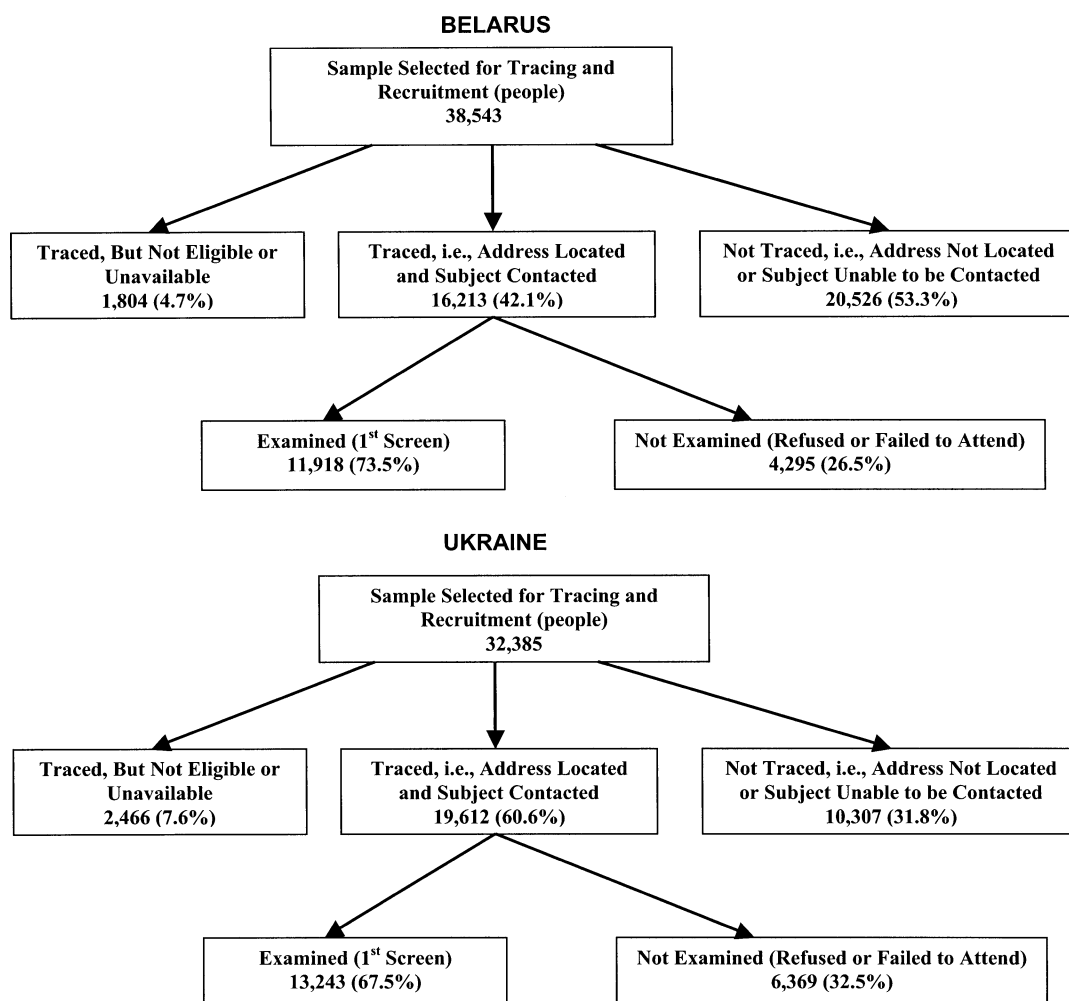 BELARUS
Sample Selected for Tracing and
Recruitment (people)
38,543
Traced, But Not Eligible or
Unavailable
1,804 (4.7%)
Traced, i.e., Address Located
and Subject Contacted
16,213 (42.1%)
Not Traced, i.e., Address Not Located
or Subject Unable to be Contacted
20,526 (53.3%)
Examined (1st Screen)
11,918 (73.5%)
Not Examined (Refused or Failed to Attend)
4,295 (26.5%)
UKRAINE
Sample Selected for Tracing and
Recruitment (people)
32,385
Traced, But Not Eligible or
Unavailable
2,466 (7.6%)
Traced, i.e., Address Located
and Subject Contacted
19,612 (60.6%)
Not Traced, i.e., Address Not Located
or Subject Unable to be Contacted
10,307 (31.8%)
Examined (1st Screen)
13,243 (67.5%)
Not Examined (Refused or Failed to Attend)
6,369 (32.5%)